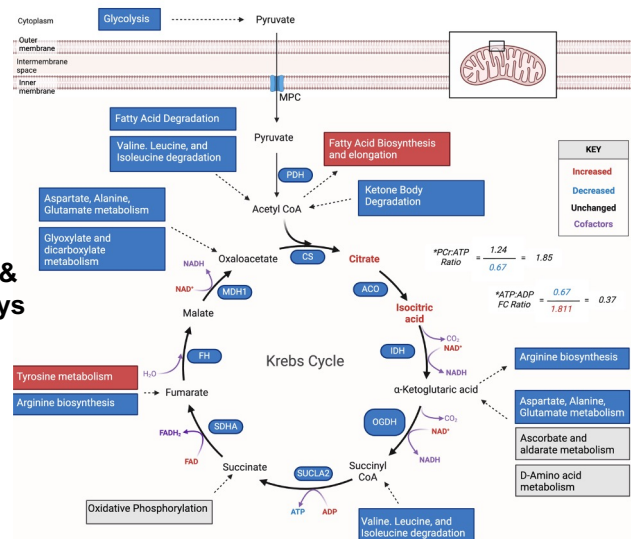 Cytoplasm
Glycolysis
Pyruvate
Outer
membrane
Intermembrane
space
Inner
membrane
MPC
Fatty Acid Degradation
Valine. Leucine, and
Isoleucine degradation
Pyruvate
Fatty Acid Biosynthesis
and elongation
PDH
KEY
Increased
Decreased
Unchanged
Cofactors
Ketone Body
Degradation
Acetyl CoA
Aspartate, Alanine,
Glutamate metabolism
Glyoxylate and
dicarboxylate
metabolism
&
ys
Oxaloacetate
CS
Citrate
*PCr:ATP
Ratio
= 1.24
0.67
= 1.85
NADH
NAD⁺
MDH1
ACO
*ATP:ADP
FC Ratio
= 0.67
1.811
= 0.37
Malate
Isocitric
acid
CO₂
NAD⁺
NADH
IDH
H₂O
FH
Krebs Cycle
Arginine biosynthesis
Tyrosine metabolism
Arginine biosynthesis
Fumarate
α-Ketoglutaric acid
Aspartate, Alanine,
Glutamate metabolism
Ascorbate and
aldarate metabolism
D-Amino acid
metabolism
OGDH
CO₂
NAD⁺
NADH
FADH₂
FAD
SDHA
Succinate
SUCLA2
Succinyl
CoA
ATP
ADP
Oxidative Phosphorylation
Valine. Leucine, and
Isoleucine degradation